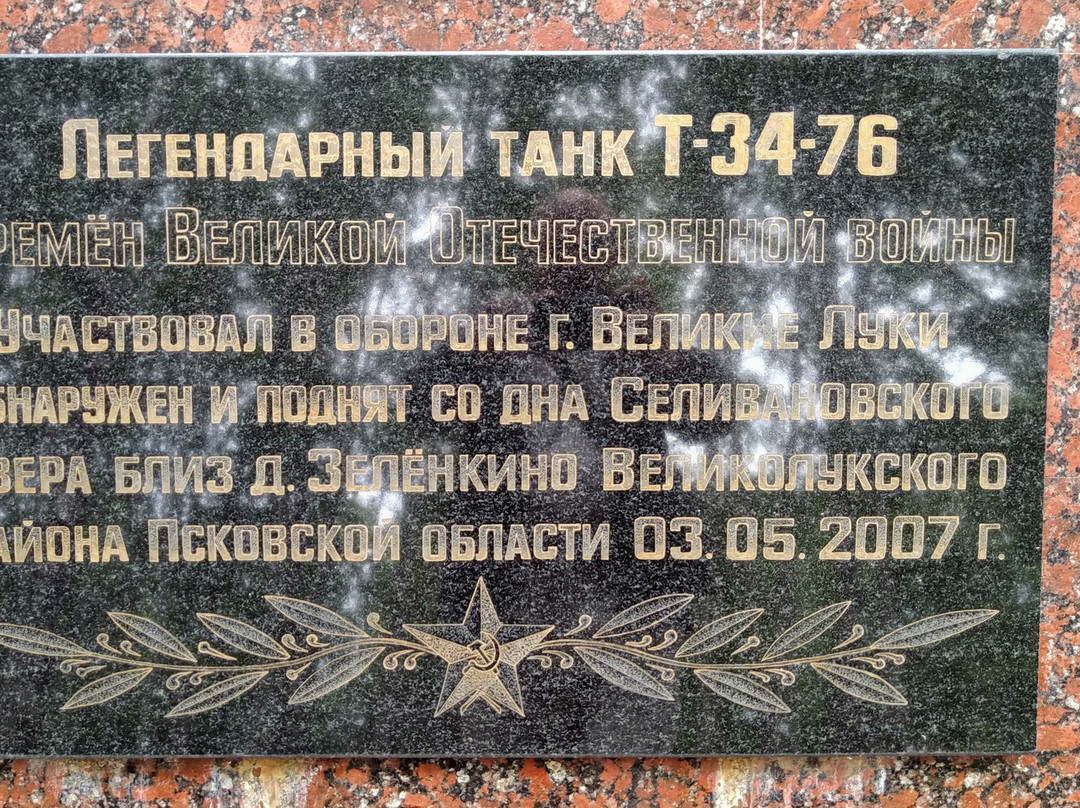 Легендарный танк Т-34-76
ремён Великой Отечественной войны
Участвовал в обороне г. Великие Луки
бнаружен и поднят со дна Селивановского
зера близ д. Зелёнкино Великолукского
айона Псковской области 03.05.2007 г.